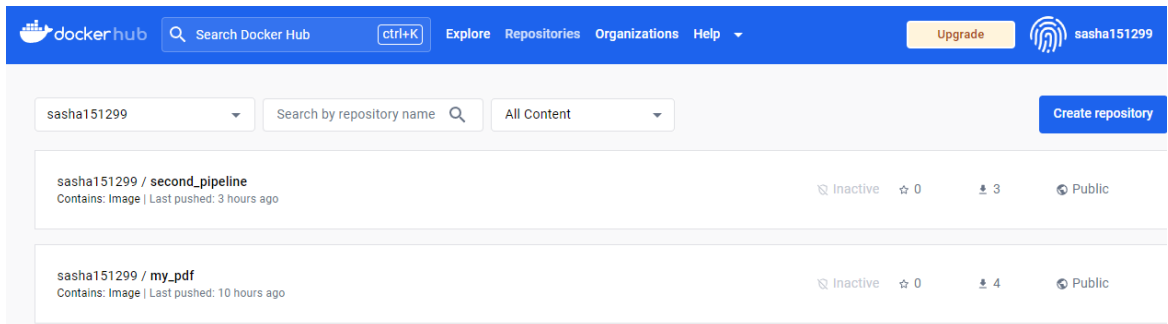 dockerhub Search Docker Hub ctrl+K Explore Repositories Organizations Help Upgrade sasha151299
sasha151299 Search by repository name All Content Create repository
sasha151299 / second_pipeline
Contains: Image | Last pushed: 3 hours ago
Inactive 0 3 Public
sasha151299 / my_pdf
Contains: Image | Last pushed: 10 hours ago
Inactive 0 4 Public